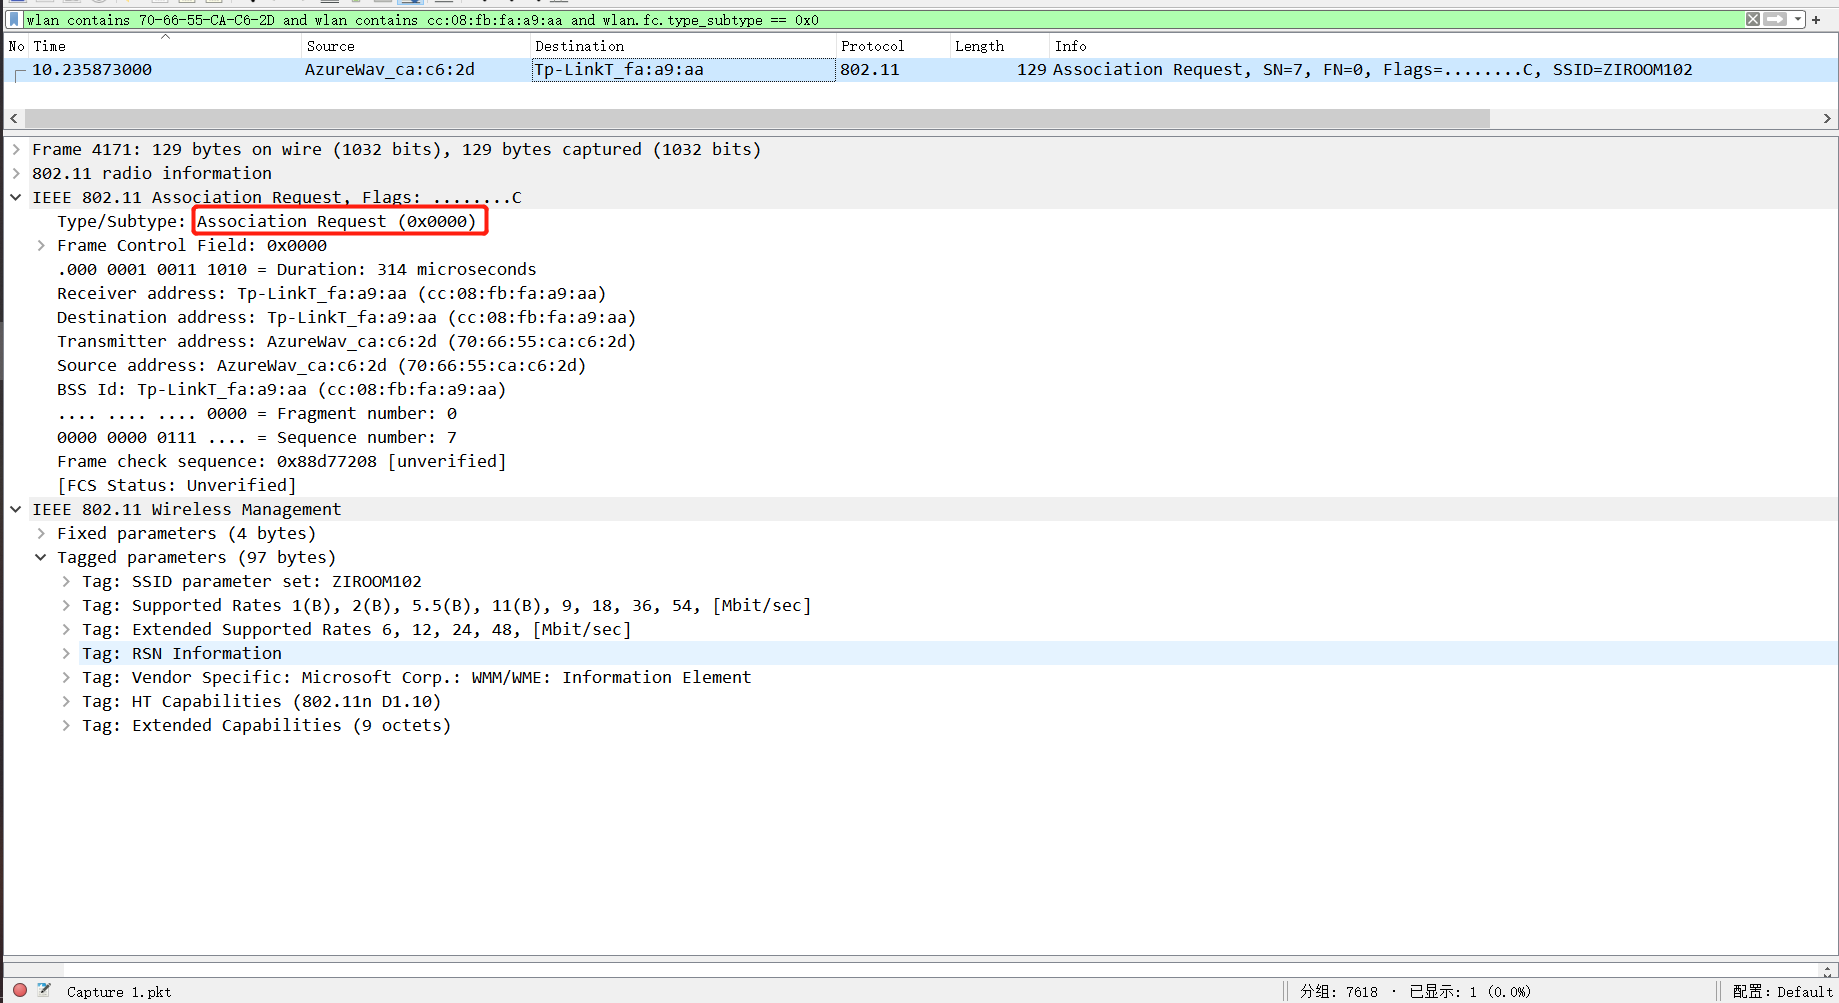 wlan contains 70-66-55-CA-C6-2D and wlan contains cc:08:fb:fa:a9:aa and wlan.fc.type_subtype == 0x0
No Time Source Destination Protocol Length Info
10.235873000 AzureWav_ca:c6:2d Tp-LinkT_fa:a9:aa 802.11 129 Association Request, SN=7, FN=0, Flags=........C, SSID=ZIROOM102
Frame 4171: 129 bytes on wire (1032 bits), 129 bytes captured (1032 bits)
802.11 radio information
IEEE 802.11 Association Request, Flags: ........C
Type/Subtype: Association Request (0x0000)
Frame Control Field: 0x0000
.000 0001 0011 1010 = Duration: 314 microseconds
Receiver address: Tp-LinkT_fa:a9:aa (cc:08:fb:fa:a9:aa)
Destination address: Tp-LinkT_fa:a9:aa (cc:08:fb:fa:a9:aa)
Transmitter address: AzureWav_ca:c6:2d (70:66:55:ca:c6:2d)
Source address: AzureWav_ca:c6:2d (70:66:55:ca:c6:2d)
BSS Id: Tp-LinkT_fa:a9:aa (cc:08:fb:fa:a9:aa)
.... .... .... 0000 = Fragment number: 0
0000 0000 0111 .... = Sequence number: 7
Frame check sequence: 0x88d77208 [unverified]
[FCS Status: Unverified]
IEEE 802.11 Wireless Management
Fixed parameters (4 bytes)
Tagged parameters (97 bytes)
Tag: SSID parameter set: ZIROOM102
Tag: Supported Rates 1(B), 2(B), 5.5(B), 11(B), 9, 18, 36, 54, [Mbit/sec]
Tag: Extended Supported Rates 6, 12, 24, 48, [Mbit/sec]
Tag: RSN Information
Tag: Vendor Specific: Microsoft Corp.: WMM/WME: Information Element
Tag: HT Capabilities (802.11n D1.10)
Tag: Extended Capabilities (9 octets)
Capture 1.pkt 分组: 7618 · 已显示: 1 (0.0%) 配置: Default